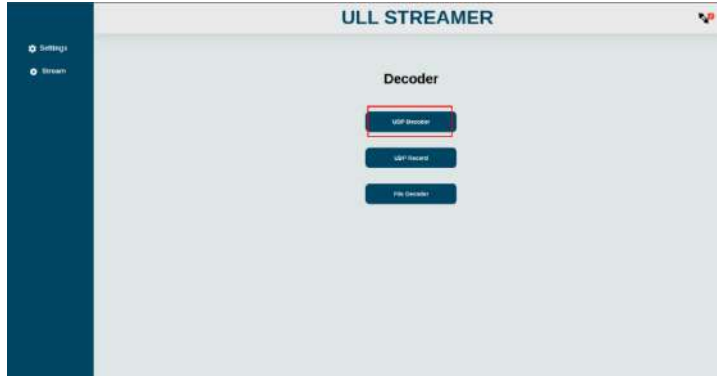 ULL STREAMER
Settings
Stream
Decoder
UDP Decoder
UDP Record
File Decoder